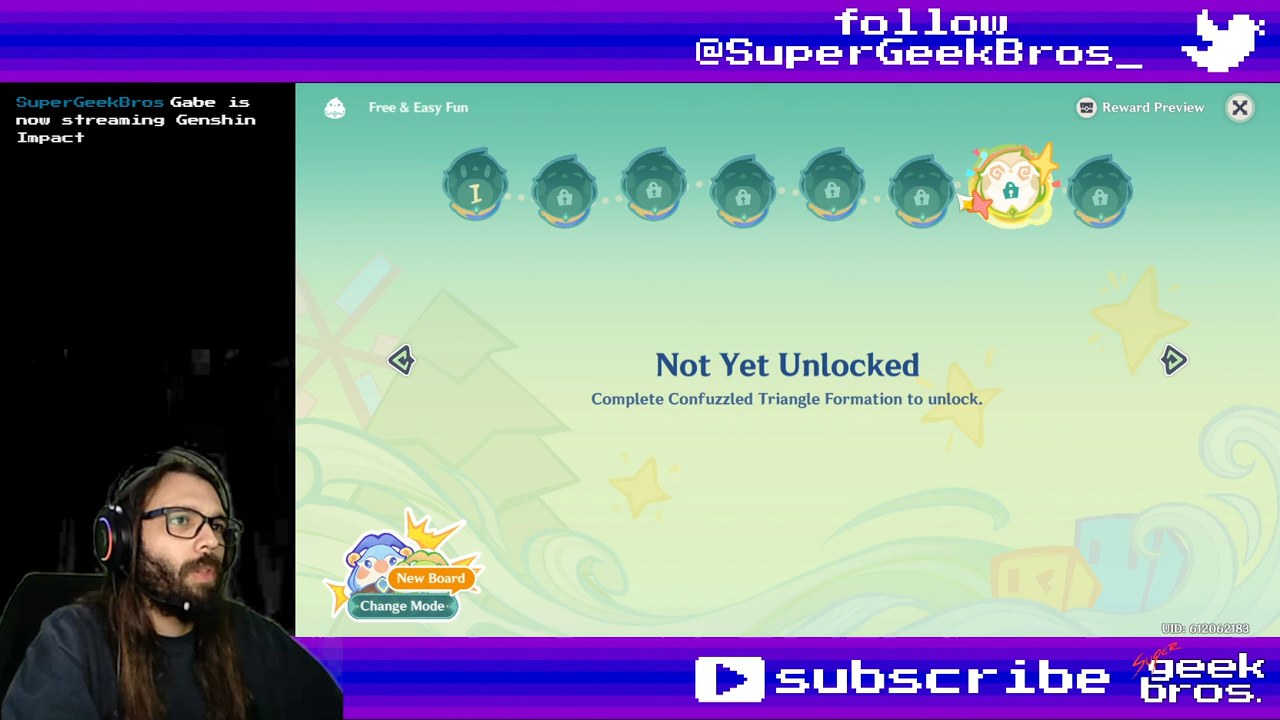 follow
@SuperGeekBros_
SuperGeekBros Gabe is
now streaming Genshin
Impact
Free & Easy Fun
Reward Preview
I
Not Yet Unlocked
Complete Confuzzled Triangle Formation to unlock.
New Board
Change Mode
UID: 612062183
subscribe
Super
geek
bros.